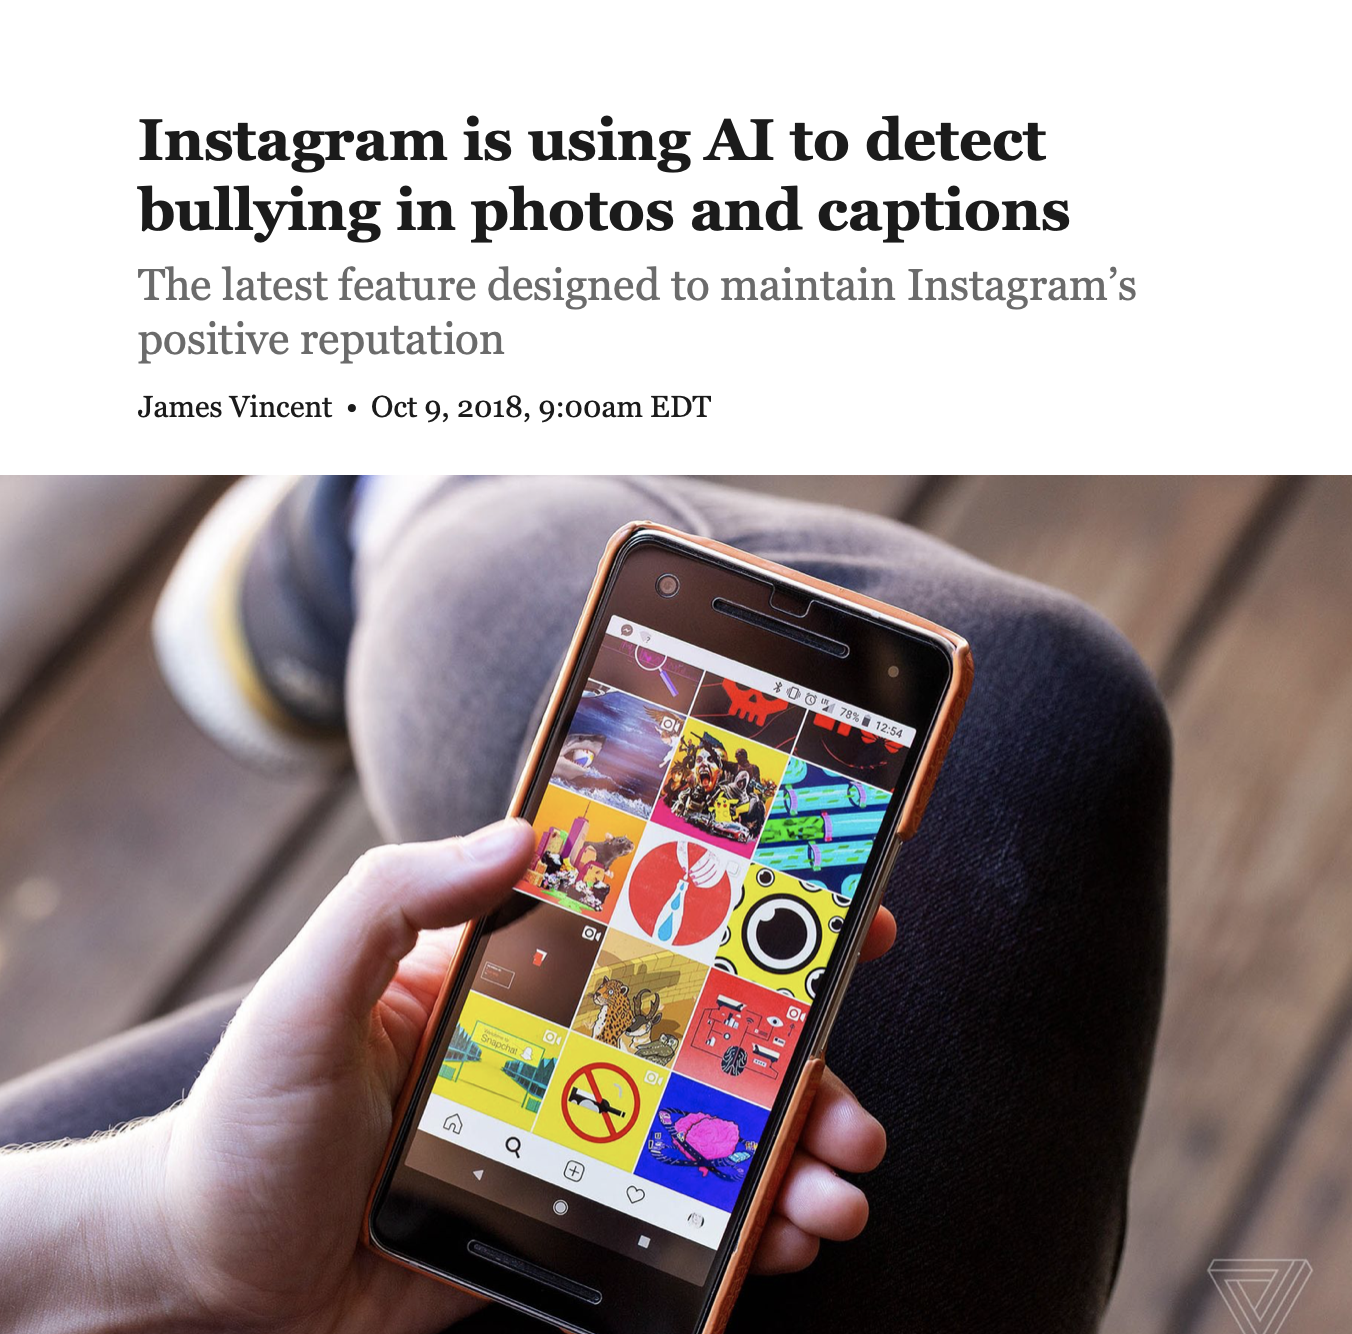 Instagram is using AI to detect
bullying in photos and captions
The latest feature designed to maintain Instagram’s
positive reputation
James Vincent • Oct 9, 2018, 9:00am EDT
78% 12:54
Snapchat